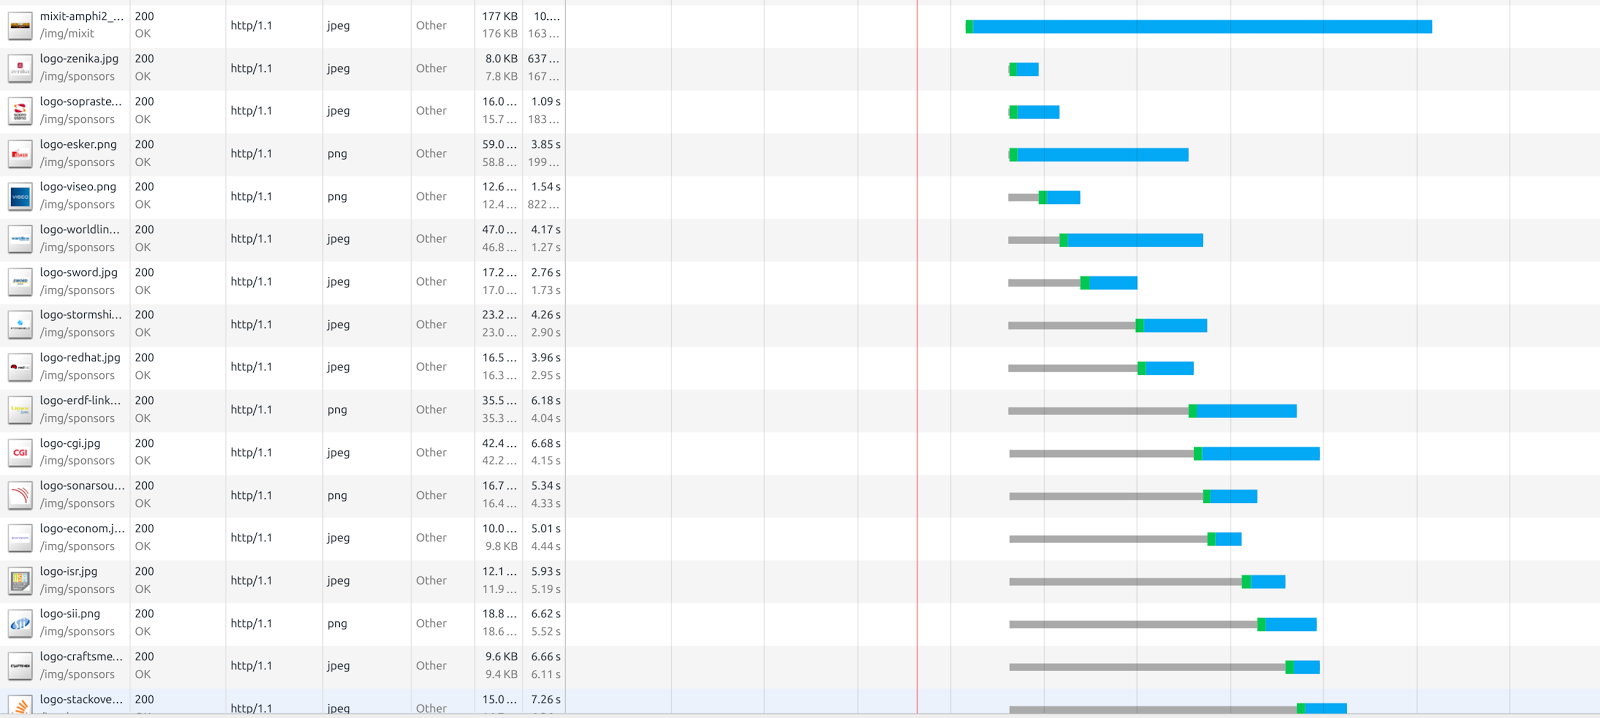 mixit-amphi2_... 200 http/1.1 jpeg Other 177 KB 10....
/img/mixit OK 176 KB 163 ...
logo-zenika.jpg 200 http/1.1 jpeg Other 8.0 KB 637 ...
/img/sponsors OK 7.8 KB 167 ...
logo-sopraste... 200 http/1.1 jpeg Other 16.0 ... 1.09 s
/img/sponsors OK 15.7 ... 183 ...
logo-esker.png 200 http/1.1 png Other 59.0 ... 3.85 s
/img/sponsors OK 58.8 ... 199 ...
logo-viseo.png 200 http/1.1 png Other 12.6 ... 1.54 s
/img/sponsors OK 12.4 ... 822 ...
logo-worldlin... 200 http/1.1 jpeg Other 47.0 ... 4.17 s
/img/sponsors OK 46.8 ... 1.27 s
logo-sword.jpg 200 http/1.1 jpeg Other 17.2 ... 2.76 s
/img/sponsors OK 17.0 ... 1.73 s
logo-stormshi... 200 http/1.1 jpeg Other 23.2 ... 4.26 s
/img/sponsors OK 23.0 ... 2.90 s
logo-redhat.jpg 200 http/1.1 jpeg Other 16.5 ... 3.96 s
/img/sponsors OK 16.3 ... 2.95 s
logo-erdf-link... 200 http/1.1 png Other 35.5 ... 6.18 s
/img/sponsors OK 35.3 ... 4.04 s
CGI logo-cgi.jpg 200 http/1.1 jpeg Other 42.4 ... 6.68 s
/img/sponsors OK 42.2 ... 4.15 s
logo-sonarsou... 200 http/1.1 png Other 16.7 ... 5.34 s
/img/sponsors OK 16.4 ... 4.33 s
logo-econom.j... 200 http/1.1 jpeg Other 10.0 ... 5.01 s
/img/sponsors OK 9.8 KB 4.44 s
logo-isr.jpg 200 http/1.1 jpeg Other 12.1 ... 5.93 s
/img/sponsors OK 11.9 ... 5.19 s
logo-sii.png 200 http/1.1 png Other 18.8 ... 6.62 s
/img/sponsors OK 18.6 ... 5.52 s
logo-craftsme... 200 http/1.1 jpeg Other 9.6 KB 6.66 s
/img/sponsors OK 9.4 KB 6.11 s
logo-stackove... 200 http/1.1 jpeg Other 15.0 ... 7.26 s